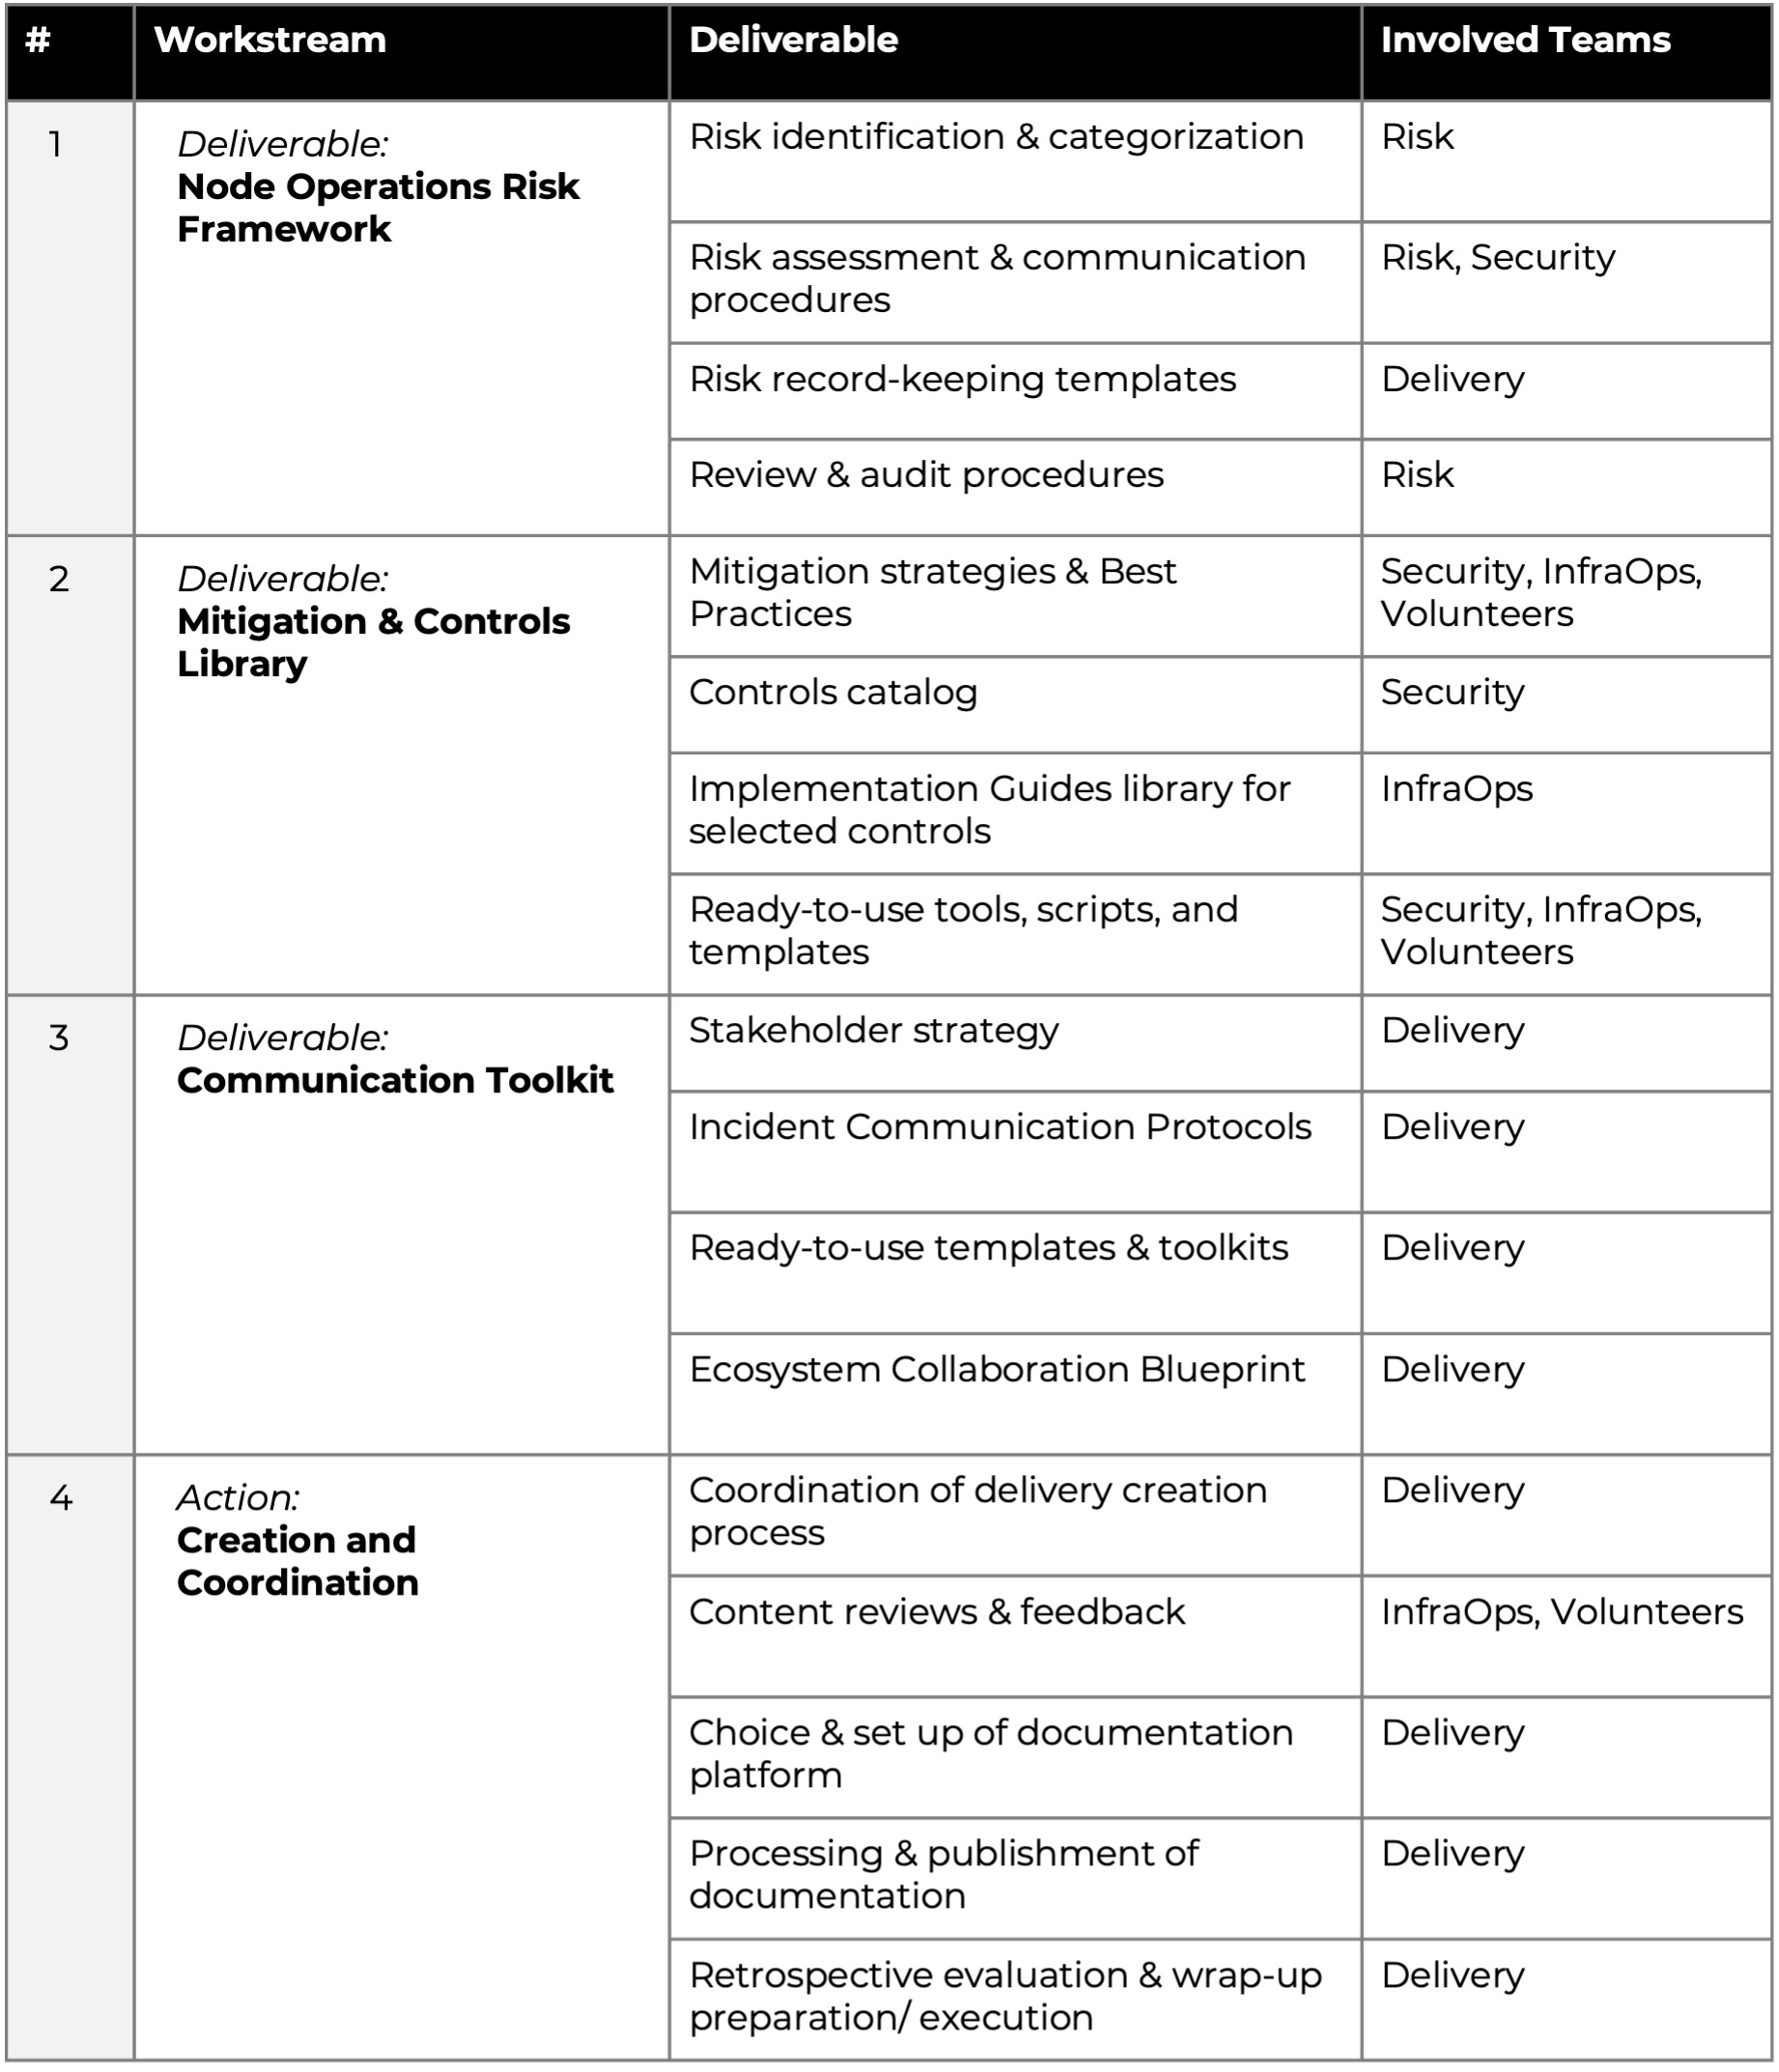 # Workstream Deliverable Involved Teams
1
Deliverable:
Node Operations Risk
Framework
Risk identification & categorization
Risk
Risk assessment & communication
procedures
Risk, Security
Risk record-keeping templates
Delivery
Review & audit procedures
Risk
2
Deliverable:
Mitigation & Controls
Library
Mitigation strategies & Best
Practices
Security, InfraOps,
Volunteers
Controls catalog
Security
Implementation Guides library for
selected controls
InfraOps
Ready-to-use tools, scripts, and
templates
Security, InfraOps,
Volunteers
3
Deliverable:
Communication Toolkit
Stakeholder strategy
Delivery
Incident Communication Protocols
Delivery
Ready-to-use templates & toolkits
Delivery
Ecosystem Collaboration Blueprint
Delivery
4
Action:
Creation and
Coordination
Coordination of delivery creation
process
Delivery
Content reviews & feedback
InfraOps, Volunteers
Choice & set up of documentation
platform
Delivery
Processing & publishment of
documentation
Delivery
Retrospective evaluation & wrap-up
preparation/ execution
Delivery